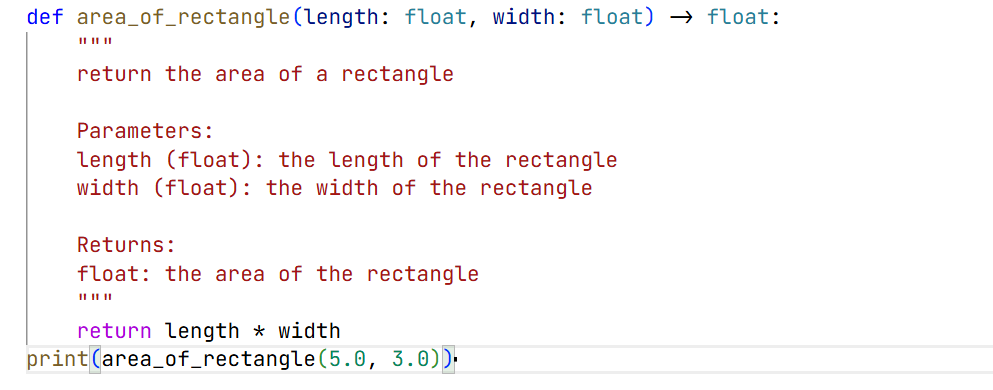 def area_of_rectangle(length: float, width: float) → float:
    """
    return the area of a rectangle

    Parameters:
    length (float): the length of the rectangle
    width (float): the width of the rectangle

    Returns:
    float: the area of the rectangle
    """
    return length * width
print(area_of_rectangle(5.0, 3.0))